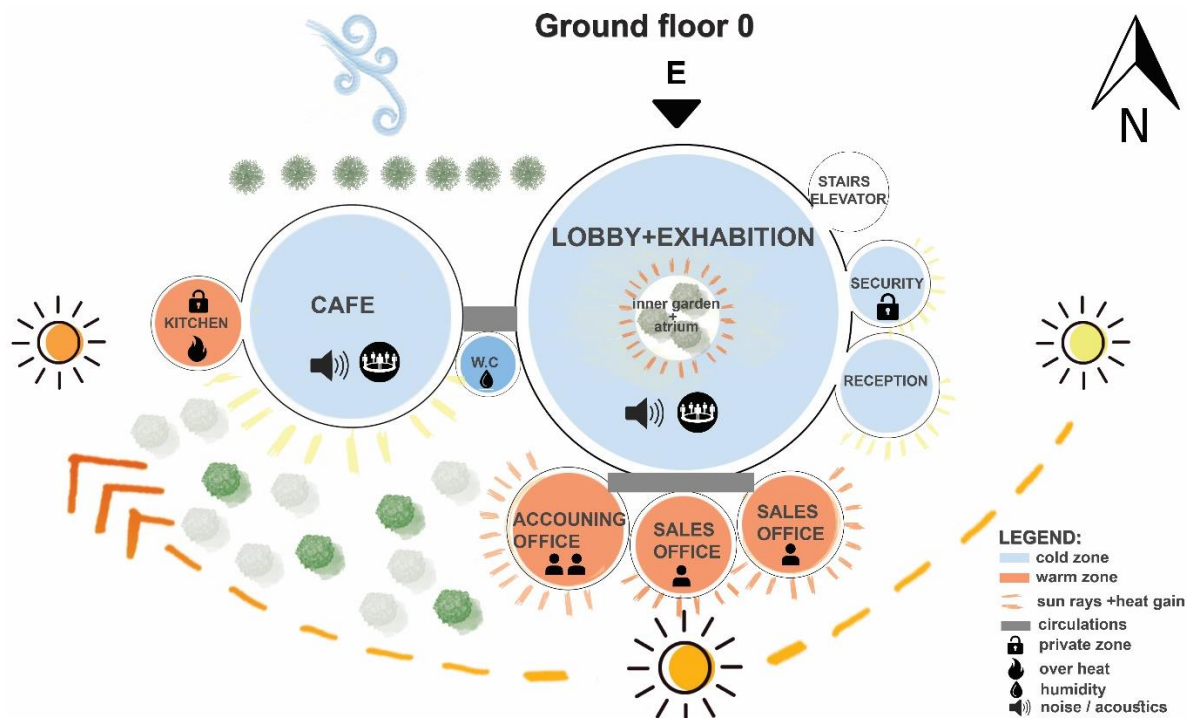 Ground floor 0
E
N
STAIRS
ELEVATOR
LOBBY+EXHABITION
SECURITY
inner garden
+
atrium
CAFE
KITCHEN
W.C
RECEPTION
ACCOUNING
OFFICE
SALES
OFFICE
SALES
OFFICE
LEGEND:
cold zone
warm zone
sun rays +heat gain
circulations
private zone
over heat
humidity
noise / acoustics